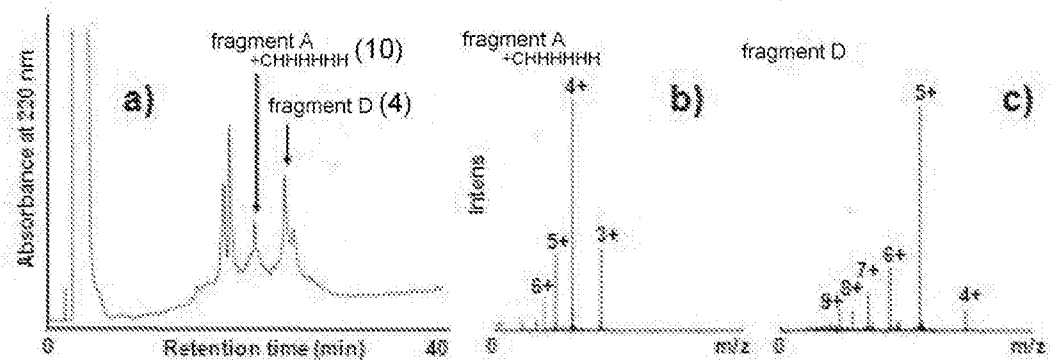 a)
Absorbance at 220 nm
fragment A
+CHHHHHH (10)
fragment D (4)
0
Retention time (min)
40
b)
fragment A
+CHHHHHH
Intens
6+
5+
4+
3+
0
m/z
c)
fragment D
9+
8+
7+
6+
5+
4+
0
m/z